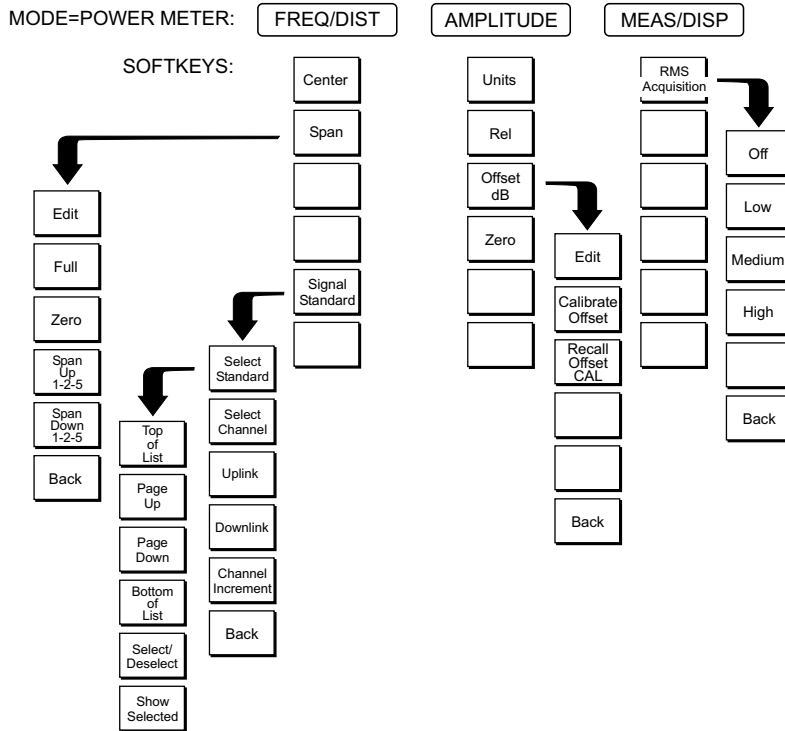 MODE=POWER METER:
FREQ/DIST
AMPLITUDE
MEAS/DISP
SOFTKEYS:
Center
Span
Signal
Standard
Edit
Full
Zero
Span
Up
1-2-5
Span
Down
1-2-5
Back
Select
Standard
Select
Channel
Uplink
Downlink
Channel
Increment
Back
Top
of
List
Page
Up
Page
Down
Bottom
of
List
Select/
Deselect
Show
Selected
Units
Rel
Offset
dB
Zero
Edit
Calibrate
Offset
Recall
Offset
CAL
Back
RMS
Acquisition
Off
Low
Medium
High
Back